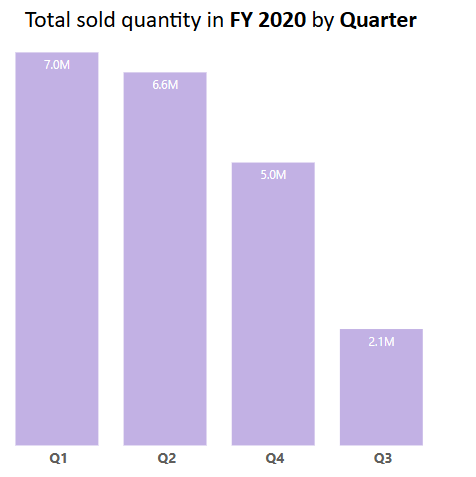 Total sold quantity in FY 2020 by Quarter
7.0M
6.6M
5.0M
2.1M
Q1 Q2 Q4 Q3